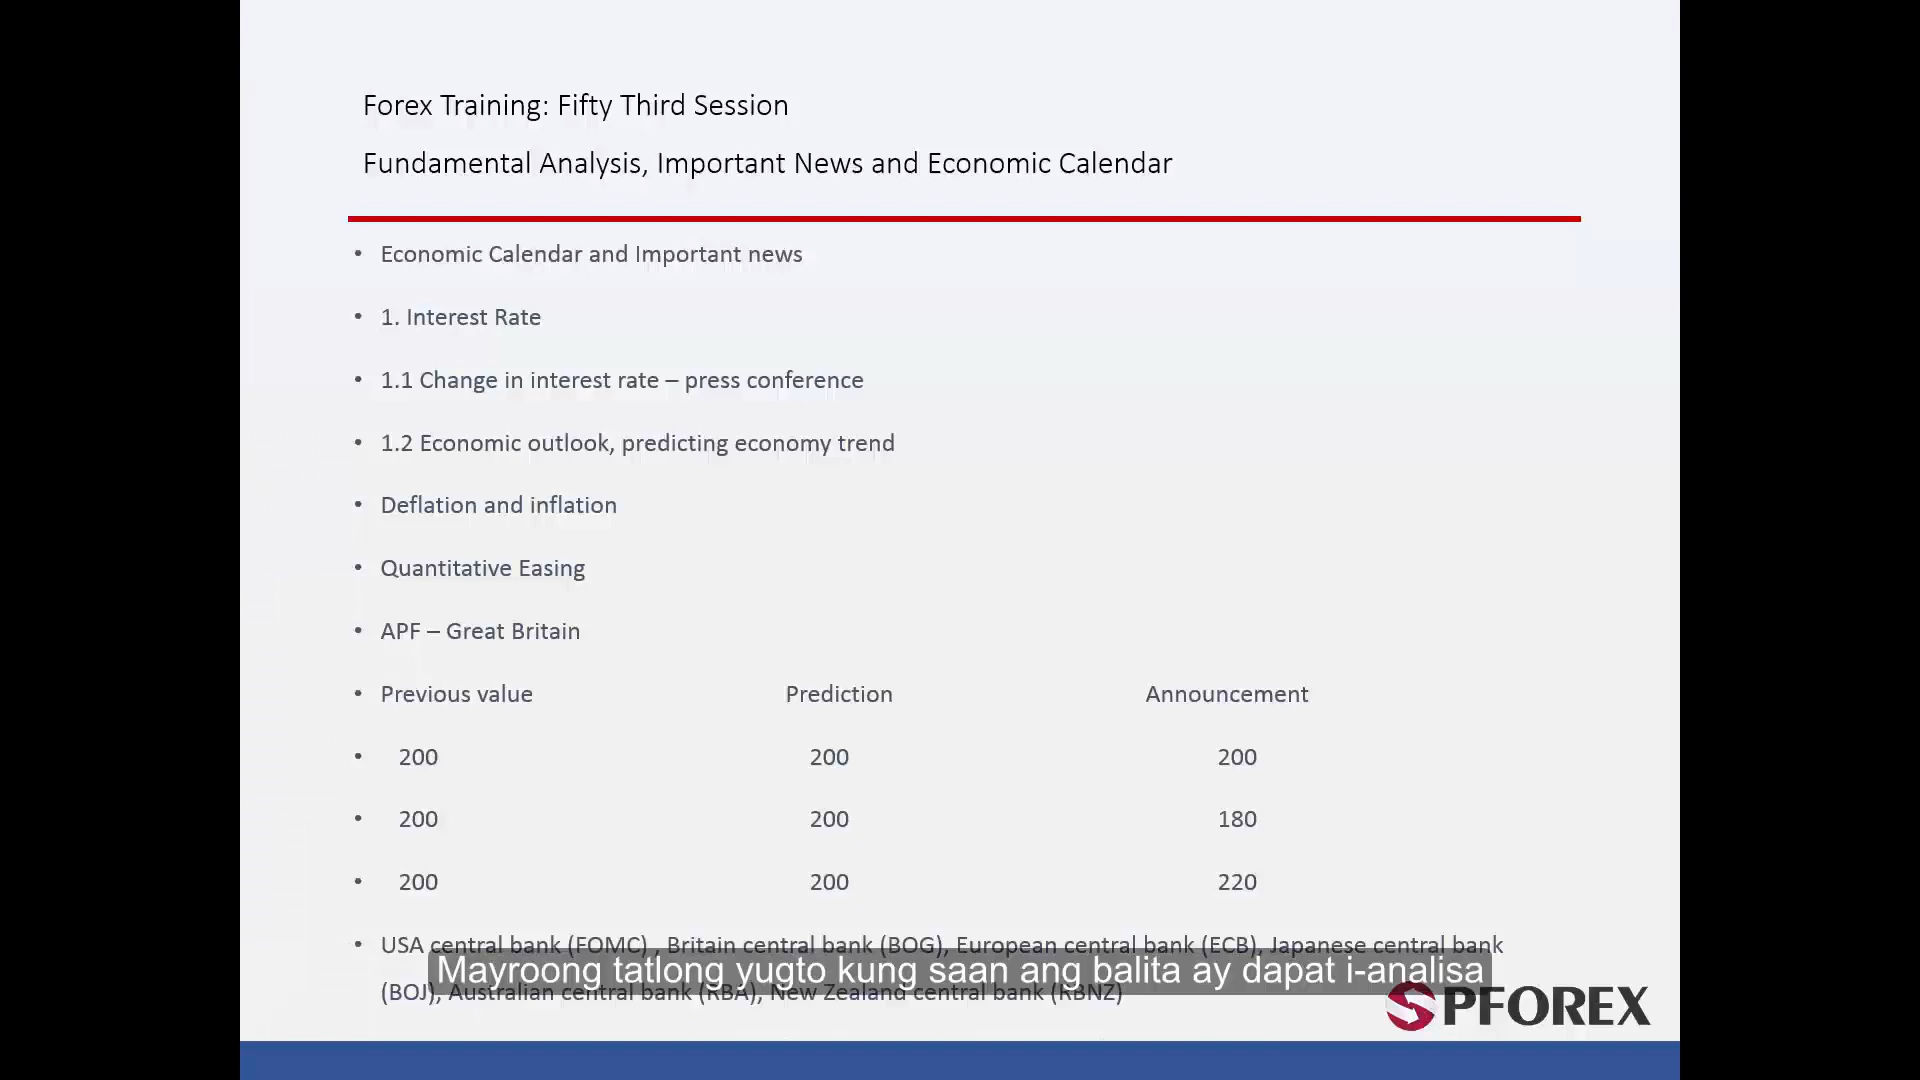 Forex Training: Fifty Third Session
Fundamental Analysis, Important News and Economic Calendar
• Economic Calendar and Important news
• 1. Interest Rate
• 1.1 Change in interest rate – press conference
• 1.2 Economic outlook, predicting economy trend
• Deflation and inflation
• Quantitative Easing
• APF – Great Britain
• Previous value Prediction Announcement
• 200 200 200
• 200 200 180
• 200 200 220
• USA central bank (FOMC) , Britain central bank (BOG), European central bank (ECB), Japanese central bank
Mayroong tatlong yugto kung saan ang balita ay dapat i-analisa
(BOJ), Australian central bank (RBA), New Zealand central bank (RBNZ)
SPFOREX